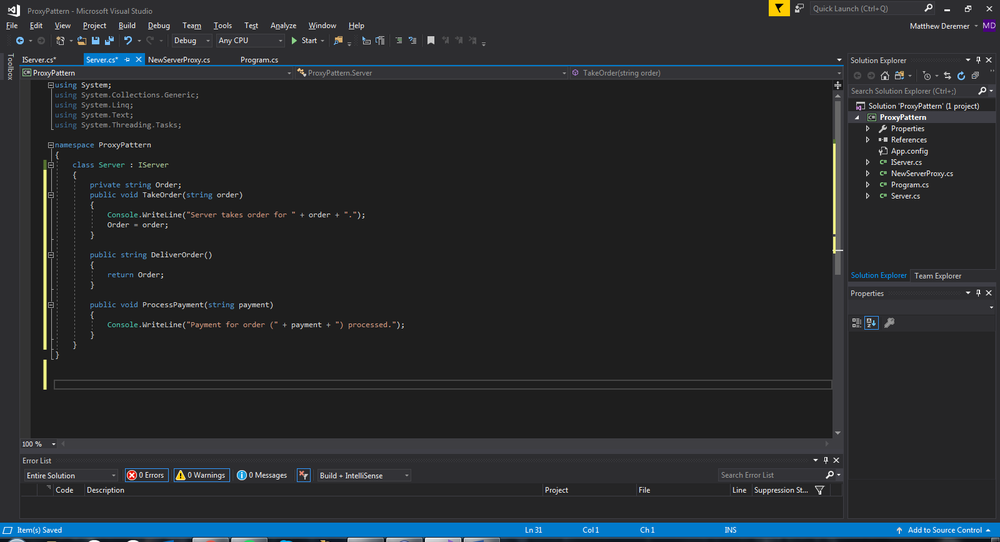 ProxyPattern - Microsoft Visual Studio
Quick Launch (Ctrl+Q)
File Edit View Project Build Debug Team Tools Test Analyze Window Help
Matthew Deremer MD
Debug Any CPU Start
Toolbox
IServer.cs* Server.cs* NewServerProxy.cs Program.cs
C# ProxyPattern ProxyPattern.Server TakeOrder(string order)
using System;
using System.Collections.Generic;
using System.Linq;
using System.Text;
using System.Threading.Tasks;
namespace ProxyPattern
{
class Server : IServer
{
private string Order;
public void TakeOrder(string order)
{
Console.WriteLine("Server takes order for " + order + ".");
Order = order;
}
public string DeliverOrder()
{
return Order;
}
public void ProcessPayment(string payment)
{
Console.WriteLine("Payment for order (" + payment + ") processed.");
}
}
}
100 %
Solution Explorer
Search Solution Explorer (Ctrl+;)
Solution 'ProxyPattern' (1 project)
C# ProxyPattern
Properties
References
App.config
C# IServer.cs
C# NewServerProxy.cs
C# Program.cs
C# Server.cs
Solution Explorer Team Explorer
Properties
Error List
Entire Solution 0 Errors 0 Warnings 0 Messages Build + IntelliSense Search Error List
Code Description Project File Line Suppression St...
Item(s) Saved Ln 31 Col 1 Ch 1 INS Add to Source Control